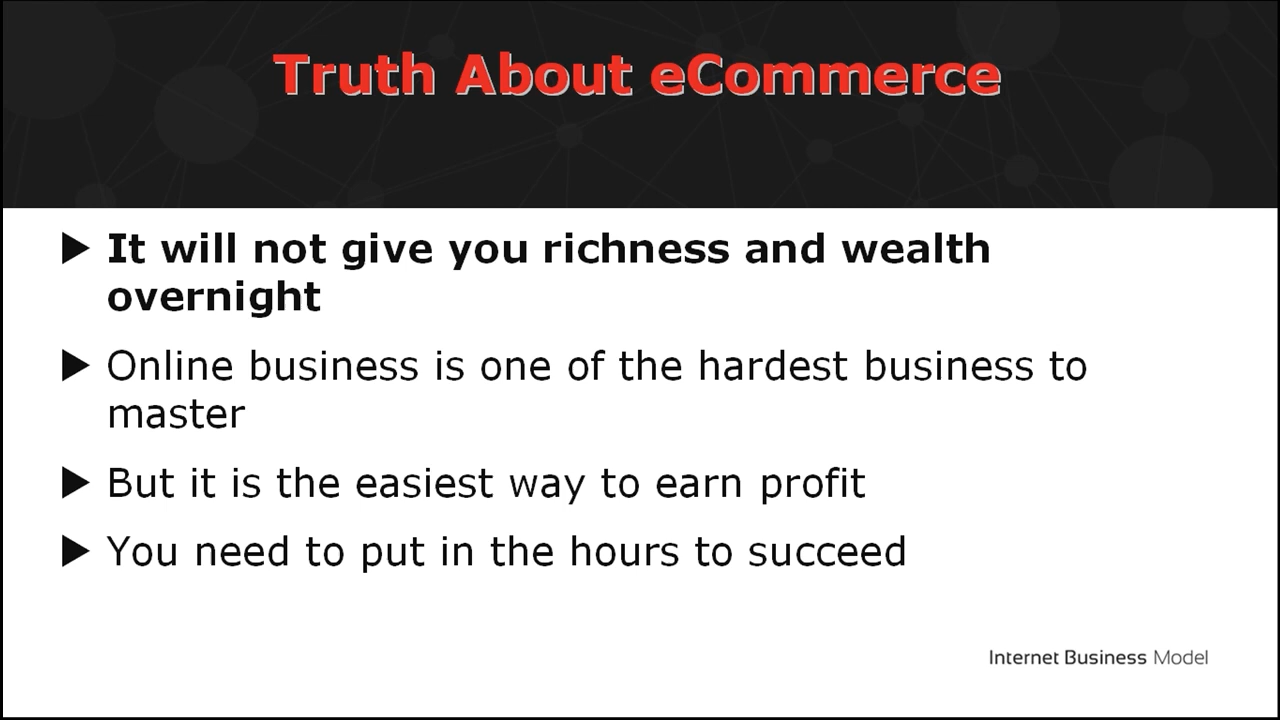 Truth About eCommerce
It will not give you richness and wealth
overnight
Online business is one of the hardest business to
master
But it is the easiest way to earn profit
You need to put in the hours to succeed
Internet Business Model